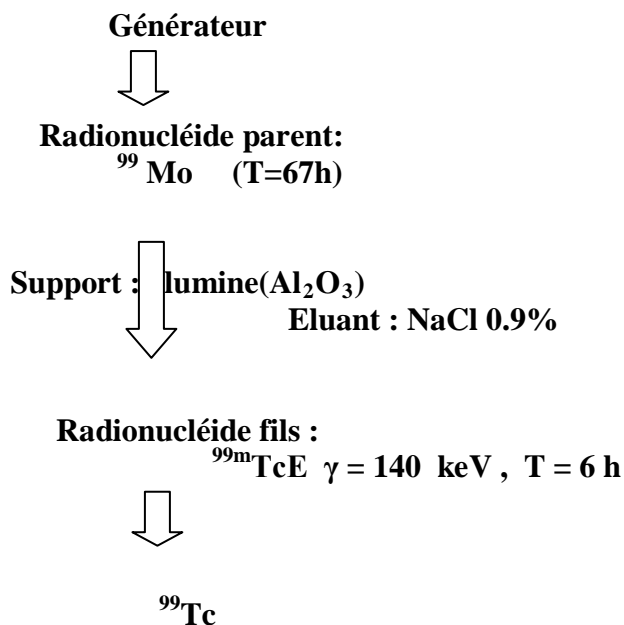 Générateur
Radionucléide parent:
⁹⁹ Mo (T=67h)
Support : lumine(Al₂O₃)
Eluant : NaCl 0.9%
Radionucléide fils :
⁹⁹ᵐTcE γ = 140 keV , T = 6 h
⁹⁹Tc